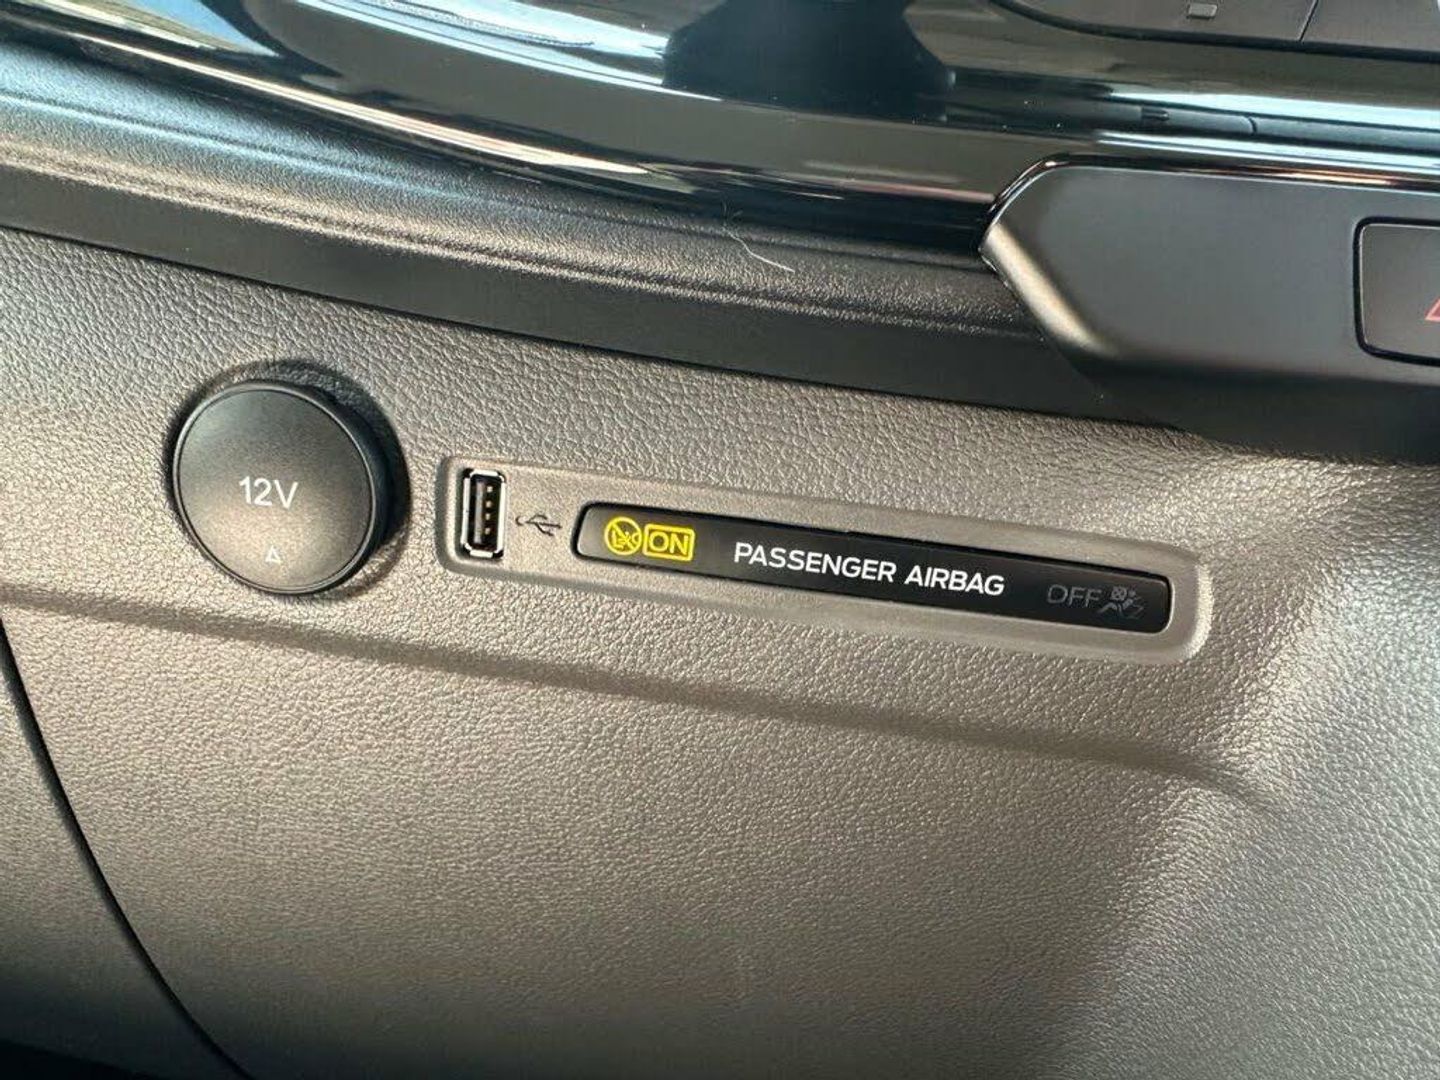 12V
ON PASSENGER AIRBAG OFF